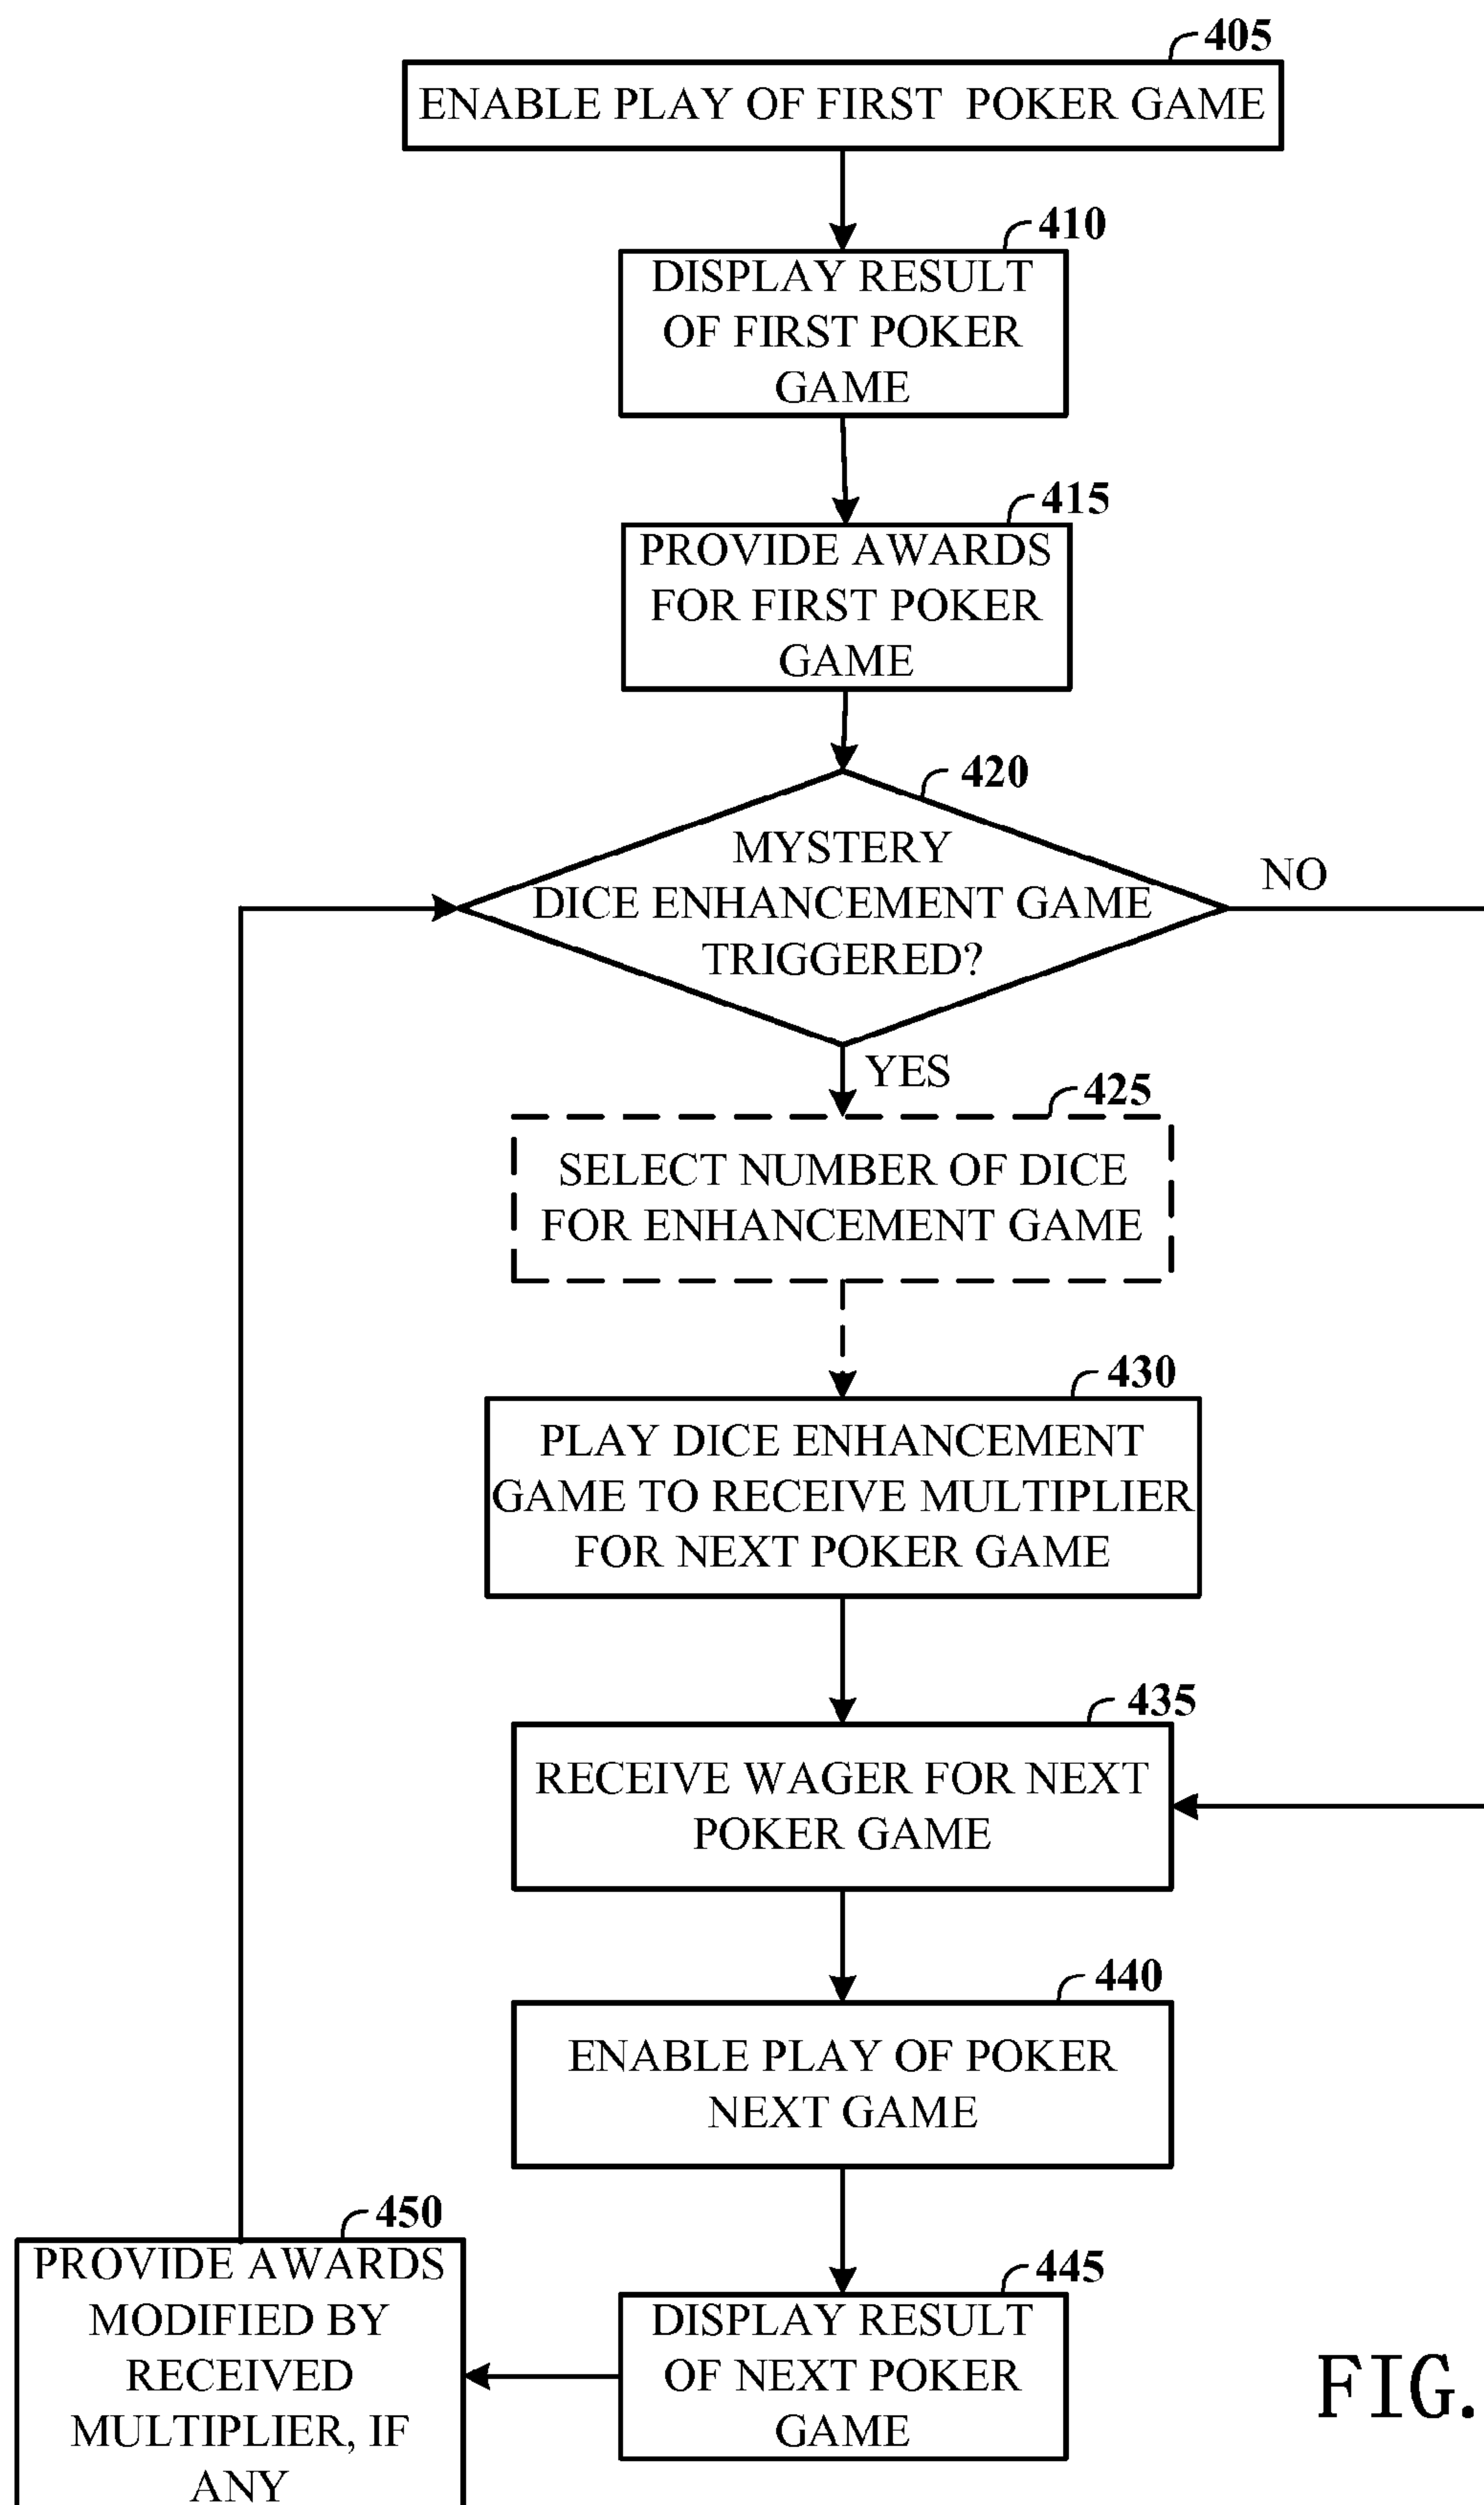 405
ENABLE PLAY OF FIRST POKER GAME
410
DISPLAY RESULT
OF FIRST POKER
GAME
415
PROVIDE AWARDS
FOR FIRST POKER
GAME
420
MYSTERY
DICE ENHANCEMENT GAME
TRIGGERED?
NO
YES
425
SELECT NUMBER OF DICE
FOR ENHANCEMENT GAME
430
PLAY DICE ENHANCEMENT
GAME TO RECEIVE MULTIPLIER
FOR NEXT POKER GAME
435
RECEIVE WAGER FOR NEXT
POKER GAME
440
ENABLE PLAY OF POKER
NEXT GAME
445
DISPLAY RESULT
OF NEXT POKER
GAME
450
PROVIDE AWARDS
MODIFIED BY
RECEIVED
MULTIPLIER, IF
ANY
FIG.